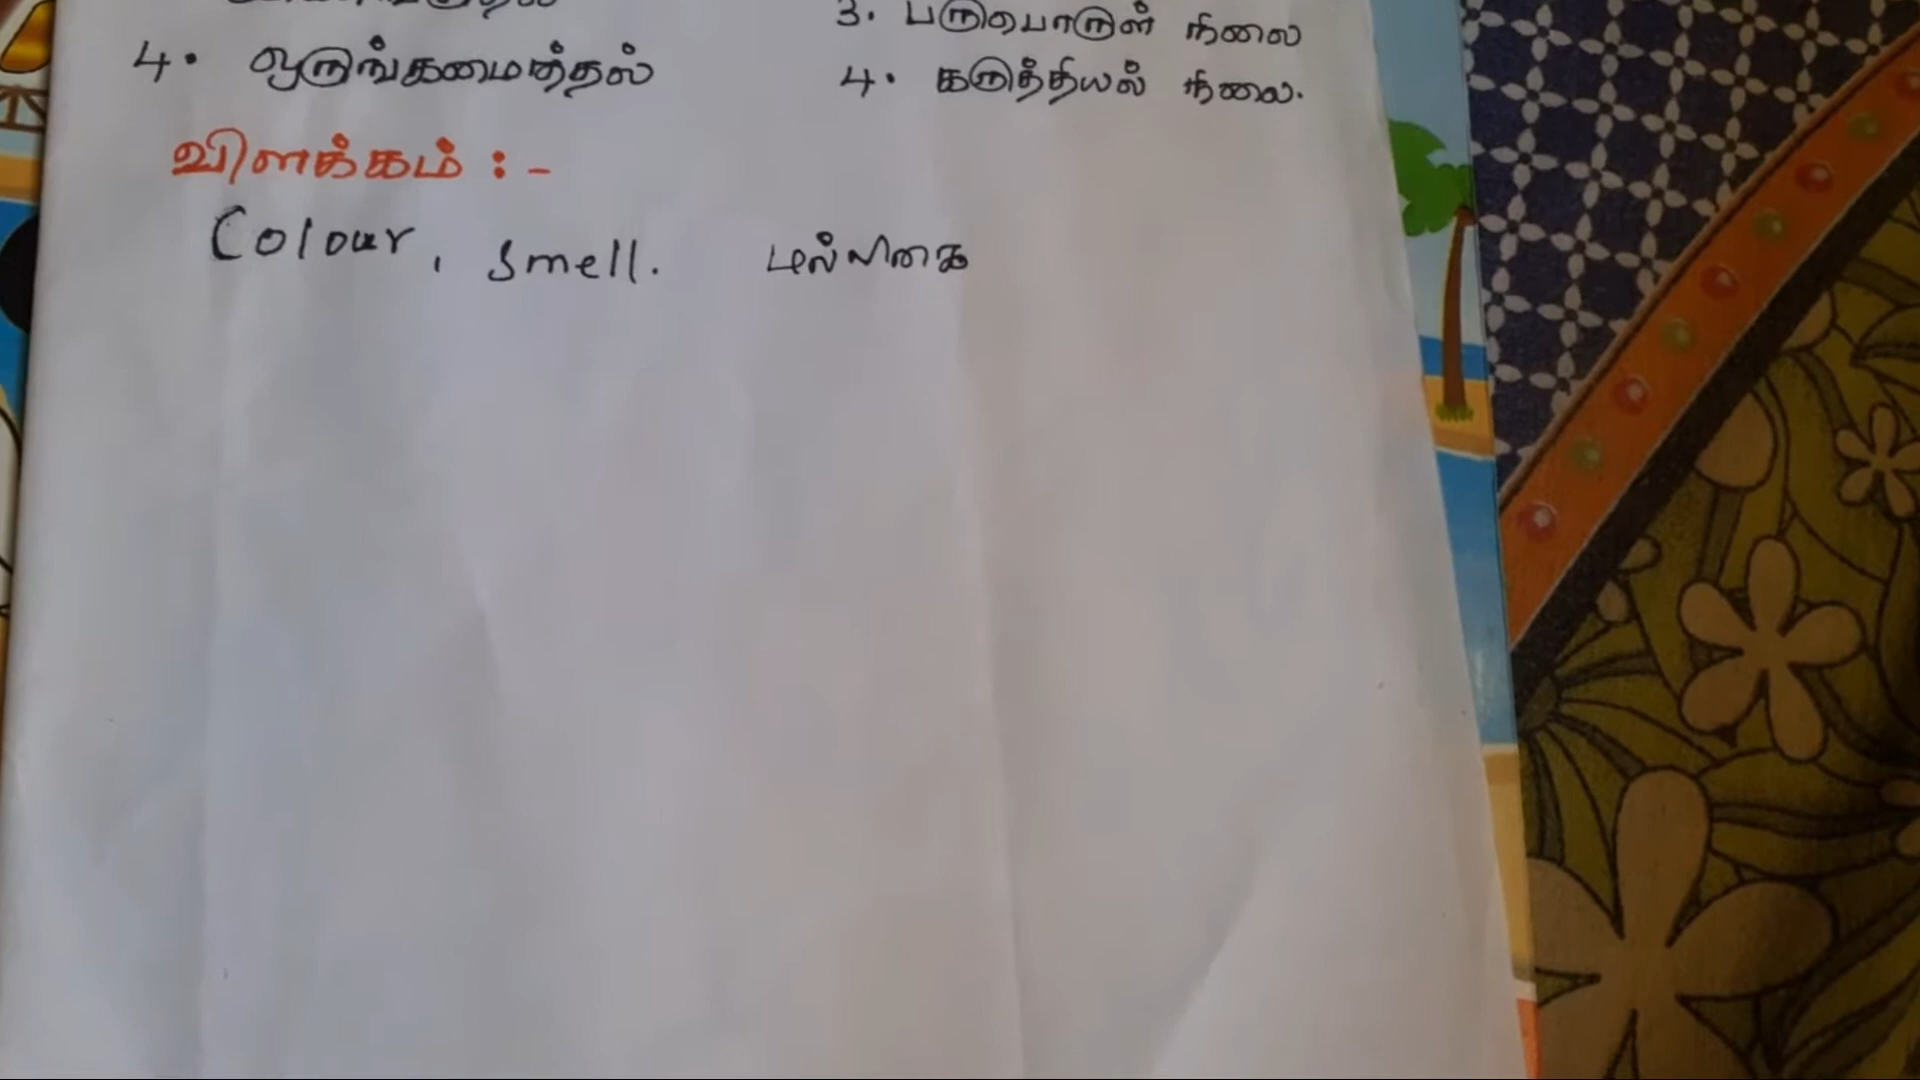 3. பருபொருள் நிலை
4. ஒருங்கமைத்தல் 4. கருத்தியல் நிலை.
விளக்கம் :-
Colour, Smell. மல்லிகை